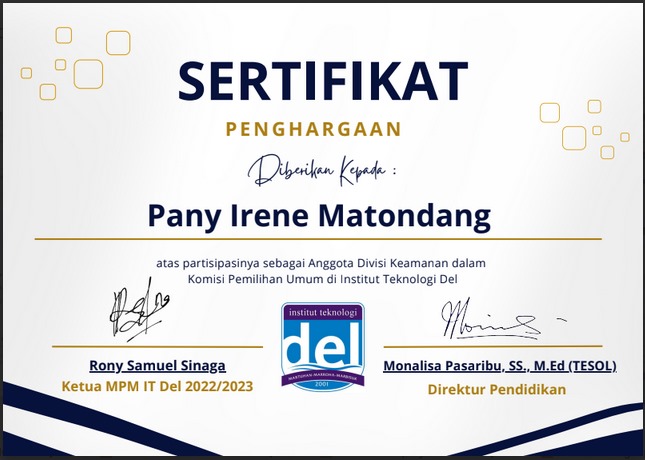 SERTIFIKAT
PENGHARGAAN
Diberikan Kepada :
Pany Irene Matondang
atas partisipasinya sebagai Anggota Divisi Keamanan dalam
Komisi Pemilihan Umum di Institut Teknologi Del
institut teknologi
del
MARTUHAN-MARROHA-MARBISUK
2001
Rony Samuel Sinaga
Ketua MPM IT Del 2022/2023
Monalisa Pasaribu, SS., M.Ed (TESOL)
Direktur Pendidikan